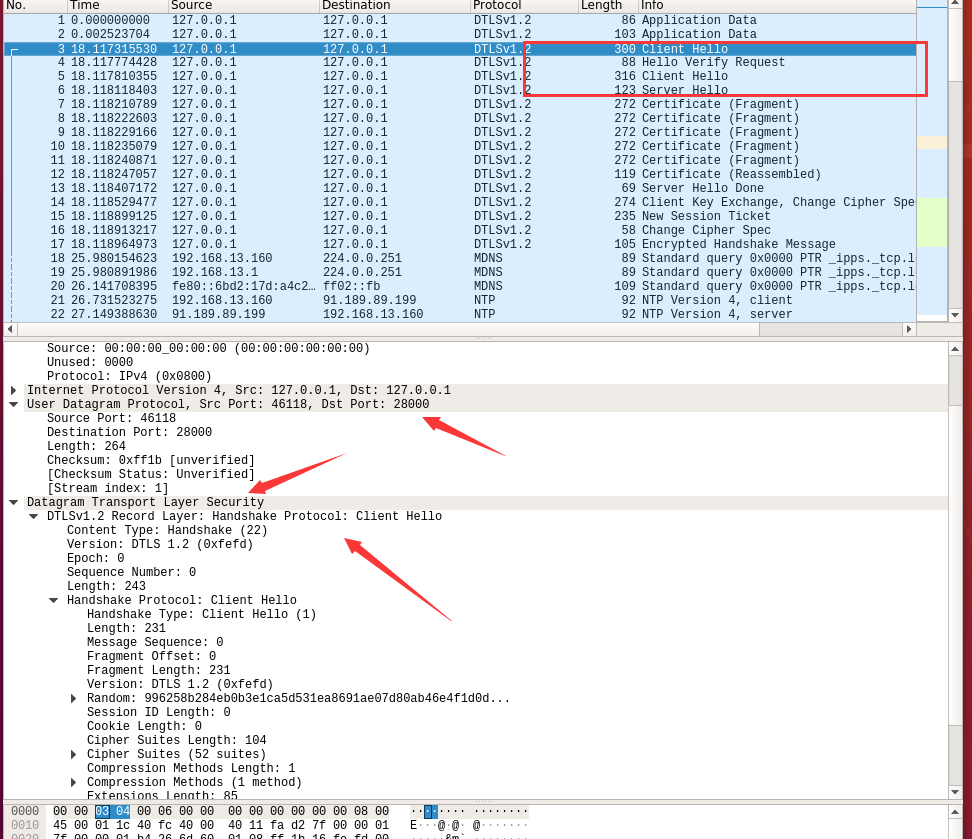 No. Time Source Destination Protocol Length Info
1 0.000000000 127.0.0.1 127.0.0.1 DTLSv1.2 86 Application Data
2 0.002523704 127.0.0.1 127.0.0.1 DTLSv1.2 103 Application Data
3 18.117315530 127.0.0.1 127.0.0.1 DTLSv1.2 300 Client Hello
4 18.117774428 127.0.0.1 127.0.0.1 DTLSv1.2 88 Hello Verify Request
5 18.117810355 127.0.0.1 127.0.0.1 DTLSv1.2 316 Client Hello
6 18.118118403 127.0.0.1 127.0.0.1 DTLSv1.2 123 Server Hello
7 18.118210789 127.0.0.1 127.0.0.1 DTLSv1.2 272 Certificate (Fragment)
8 18.118222603 127.0.0.1 127.0.0.1 DTLSv1.2 272 Certificate (Fragment)
9 18.118229166 127.0.0.1 127.0.0.1 DTLSv1.2 272 Certificate (Fragment)
10 18.118235079 127.0.0.1 127.0.0.1 DTLSv1.2 272 Certificate (Fragment)
11 18.118240871 127.0.0.1 127.0.0.1 DTLSv1.2 272 Certificate (Fragment)
12 18.118247057 127.0.0.1 127.0.0.1 DTLSv1.2 119 Certificate (Reassembled)
13 18.118407172 127.0.0.1 127.0.0.1 DTLSv1.2 69 Server Hello Done
14 18.118529477 127.0.0.1 127.0.0.1 DTLSv1.2 274 Client Key Exchange, Change Cipher Spe
15 18.118899125 127.0.0.1 127.0.0.1 DTLSv1.2 235 New Session Ticket
16 18.118913217 127.0.0.1 127.0.0.1 DTLSv1.2 58 Change Cipher Spec
17 18.118964973 127.0.0.1 127.0.0.1 DTLSv1.2 105 Encrypted Handshake Message
18 25.980154623 192.168.13.160 224.0.0.251 MDNS 89 Standard query 0x0000 PTR _ipps._tcp.l
19 25.980891986 192.168.13.1 224.0.0.251 MDNS 89 Standard query 0x0000 PTR _ipps._tcp.l
20 26.141708395 fe80::6bd2:17d:a4c2… ff02::fb MDNS 109 Standard query 0x0000 PTR _ipps._tcp.l
21 26.731523275 192.168.13.160 91.189.89.199 NTP 92 NTP Version 4, client
22 27.149388630 91.189.89.199 192.168.13.160 NTP 92 NTP Version 4, server
Source: 00:00:00_00:00:00 (00:00:00:00:00:00)
Unused: 0000
Protocol: IPv4 (0x0800)
Internet Protocol Version 4, Src: 127.0.0.1, Dst: 127.0.0.1
User Datagram Protocol, Src Port: 46118, Dst Port: 28000
Source Port: 46118
Destination Port: 28000
Length: 264
Checksum: 0xff1b [unverified]
[Checksum Status: Unverified]
[Stream index: 1]
Datagram Transport Layer Security
DTLSv1.2 Record Layer: Handshake Protocol: Client Hello
Content Type: Handshake (22)
Version: DTLS 1.2 (0xfefd)
Epoch: 0
Sequence Number: 0
Length: 243
Handshake Protocol: Client Hello
Handshake Type: Client Hello (1)
Length: 231
Message Sequence: 0
Fragment Offset: 0
Fragment Length: 231
Version: DTLS 1.2 (0xfefd)
Random: 996258b284eb0b3e1ca5d531ea8691ae07d80ab46e4f1d0d...
Session ID Length: 0
Cookie Length: 0
Cipher Suites Length: 104
Cipher Suites (52 suites)
Compression Methods Length: 1
Compression Methods (1 method)
Extensions Length: 85
0000 00 00 03 04 00 06 00 00 00 00 00 00 00 00 08 00 ········ ········
0010 45 00 01 1c 40 fc 40 00 40 11 fa d2 7f 00 00 01 E···@·@· @·······